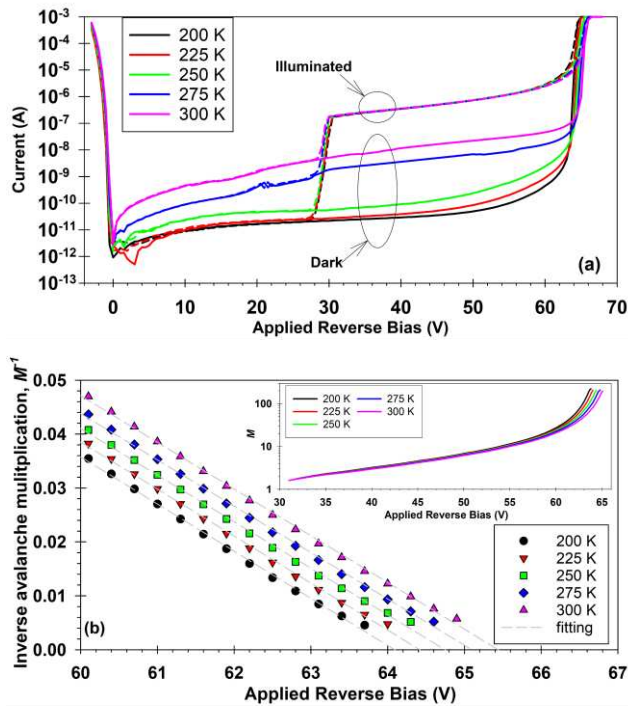 10-3
10-4
10-5
10-6
10-7
10-8
10-9
10-10
10-11
10-12
10-13
Current (A)
200 K
225 K
250 K
275 K
300 K
Illuminated
Dark
(a)
0 10 20 30 40 50 60 70
Applied Reverse Bias (V)
Inverse avalanche mulitplication, M-1
0.05
0.04
0.03
0.02
0.01
0.00
(b)
M
100
10
1
200 K 275 K
225 K 300 K
250 K
31 35 40 45 50 55 60 65
Applied Reverse Bias (V)
200 K
225 K
250 K
275 K
300 K
fitting
60 61 62 63 64 65 66 67
Applied Reverse Bias (V)